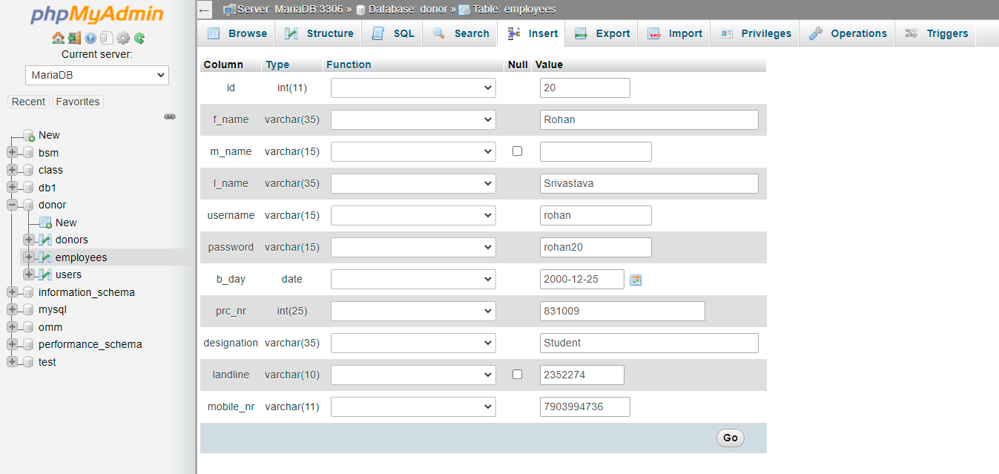 phpMyAdmin
Current server:
MariaDB
Recent Favorites
New
bsm
class
db1
donor
New
donors
employees
users
information_schema
mysql
omm
performance_schema
test
← Server: MariaDB:3306 » Database: donor » Table: employees
Browse Structure SQL Search Insert Export Import Privileges Operations Triggers
Column Type Function Null Value
id int(11) 20
f_name varchar(35) Rohan
m_name varchar(15)
l_name varchar(35) Srivastava
username varchar(15) rohan
password varchar(15) rohan20
b_day date 2000-12-25
prc_nr int(25) 831009
designation varchar(35) Student
landline varchar(10) 2352274
mobile_nr varchar(11) 7903994736
Go